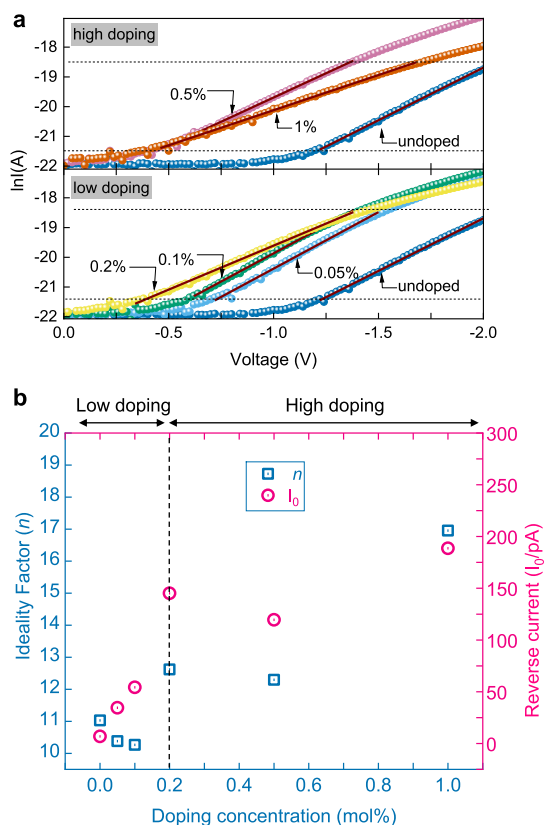 a
high doping
-18
-19
-20
-21
-22
0.5%
1%
undoped
lnI(A)
low doping
-18
-19
-20
-21
-22
0.2%
0.1%
0.05%
undoped
0.0 -0.5 -1.0 -1.5 -2.0
Voltage (V)
b
Low doping High doping
20
19
18
17
16
15
14
13
12
11
10
Ideality Factor (n)
n
I₀
300
250
200
150
100
50
0
Reverse current (I₀/pA)
0.0 0.2 0.4 0.6 0.8 1.0
Doping concentration (mol%)